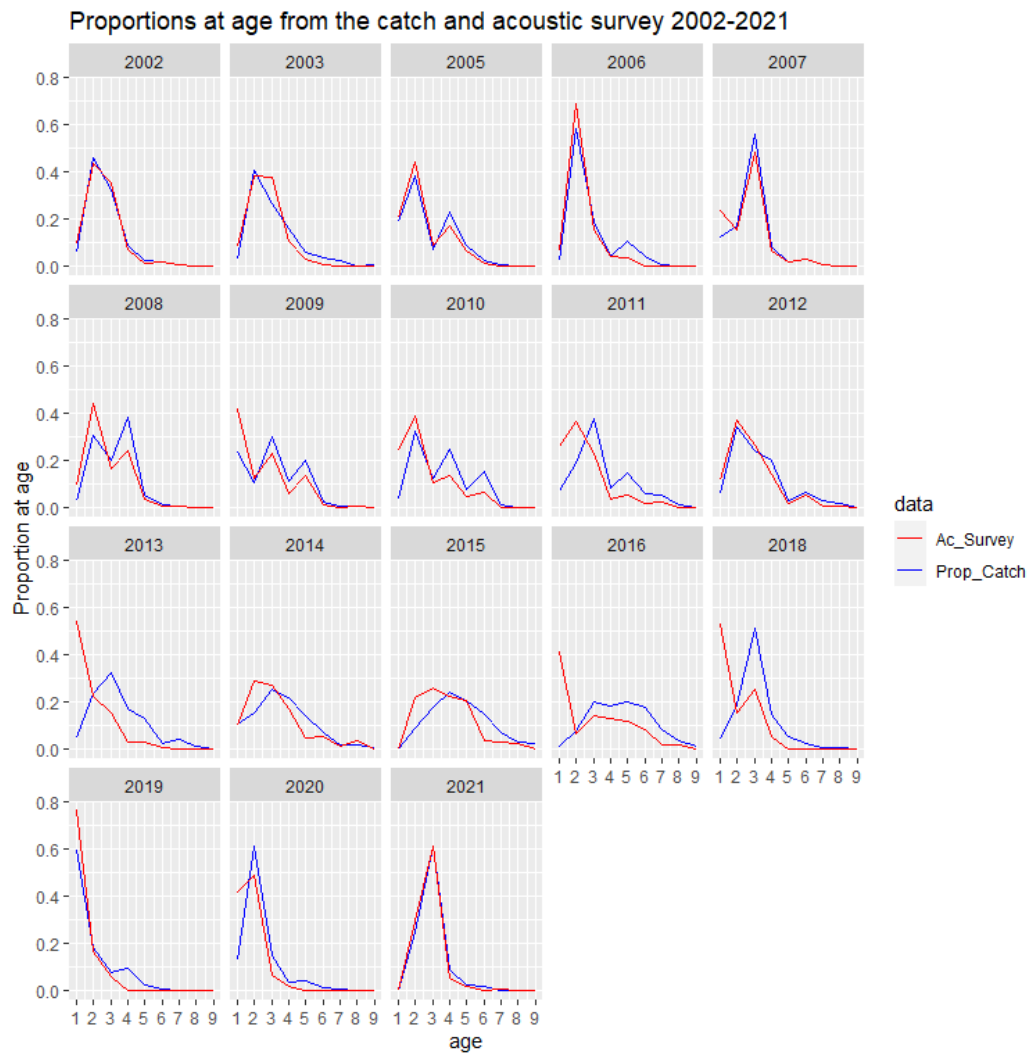 Proportions at age from the catch and acoustic survey 2002-2021
2002 2003 2005 2006 2007
0.8
0.6
0.4
0.2
0.0
2008 2009 2010 2011 2012
0.8
0.6
0.4
0.2
0.0
2013 2014 2015 2016 2018
0.8
0.6
0.4
0.2
0.0
1 2 3 4 5 6 7 8 9 1 2 3 4 5 6 7 8 9
2019 2020 2021
0.8
0.6
0.4
0.2
0.0
1 2 3 4 5 6 7 8 9 1 2 3 4 5 6 7 8 9 1 2 3 4 5 6 7 8 9
age
Proportion at age
data
Ac_Survey
Prop_Catch